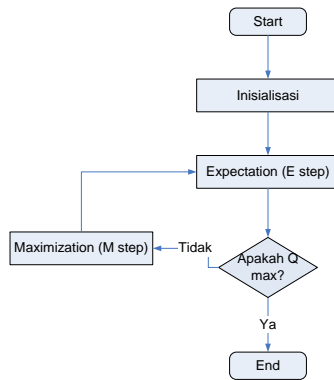 Start
Inisialisasi
Expectation (E step)
Maximization (M step)
Tidak
Apakah Q
max?
Ya
End